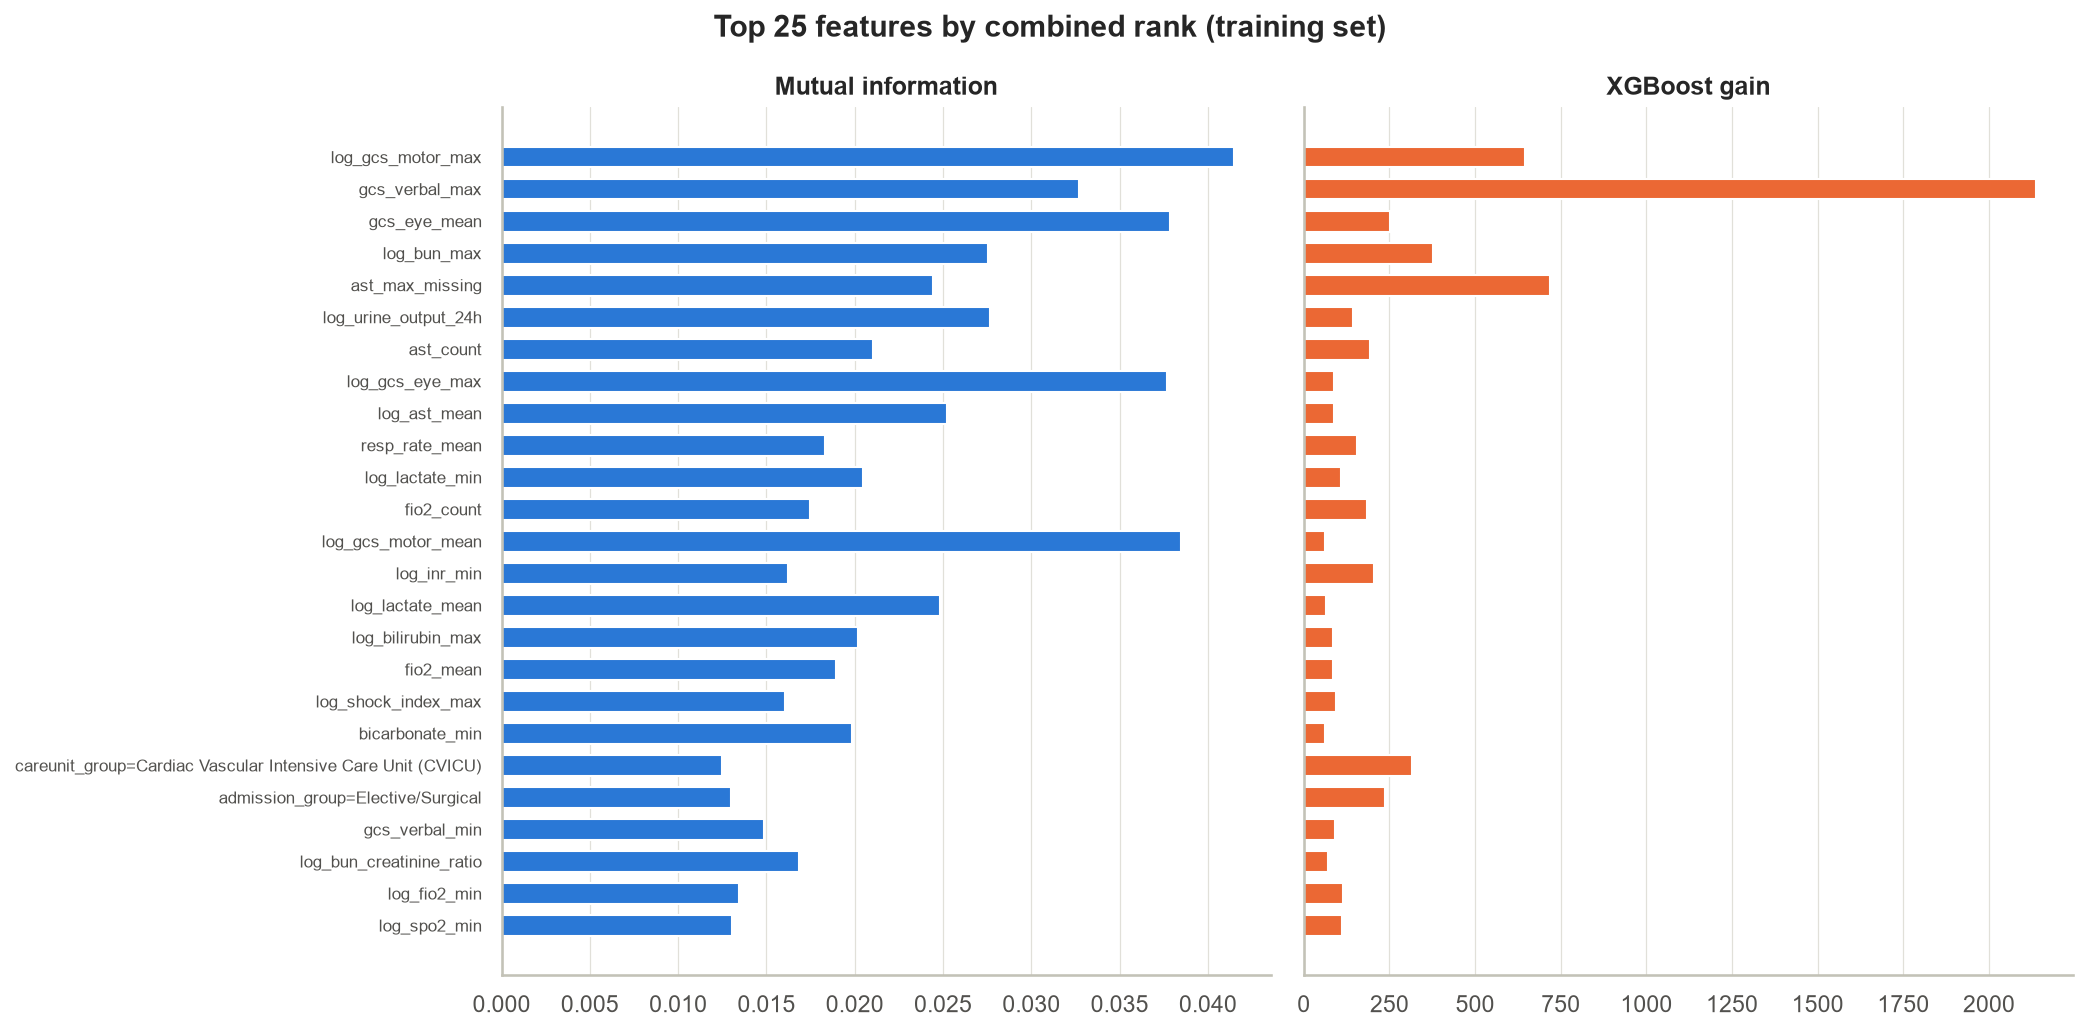 Top 25 features by combined rank (training set)
Mutual information
XGBoost gain
log_gcs_motor_max
gcs_verbal_max
gcs_eye_mean
log_bun_max
ast_max_missing
log_urine_output_24h
ast_count
log_gcs_eye_max
log_ast_mean
resp_rate_mean
log_lactate_min
fio2_count
log_gcs_motor_mean
log_inr_min
log_lactate_mean
log_bilirubin_max
fio2_mean
log_shock_index_max
bicarbonate_min
careunit_group=Cardiac Vascular Intensive Care Unit (CVICU)
admission_group=Elective/Surgical
gcs_verbal_min
log_bun_creatinine_ratio
log_fio2_min
log_spo2_min
0.000 0.005 0.010 0.015 0.020 0.025 0.030 0.035 0.040
0 250 500 750 1000 1250 1500 1750 2000